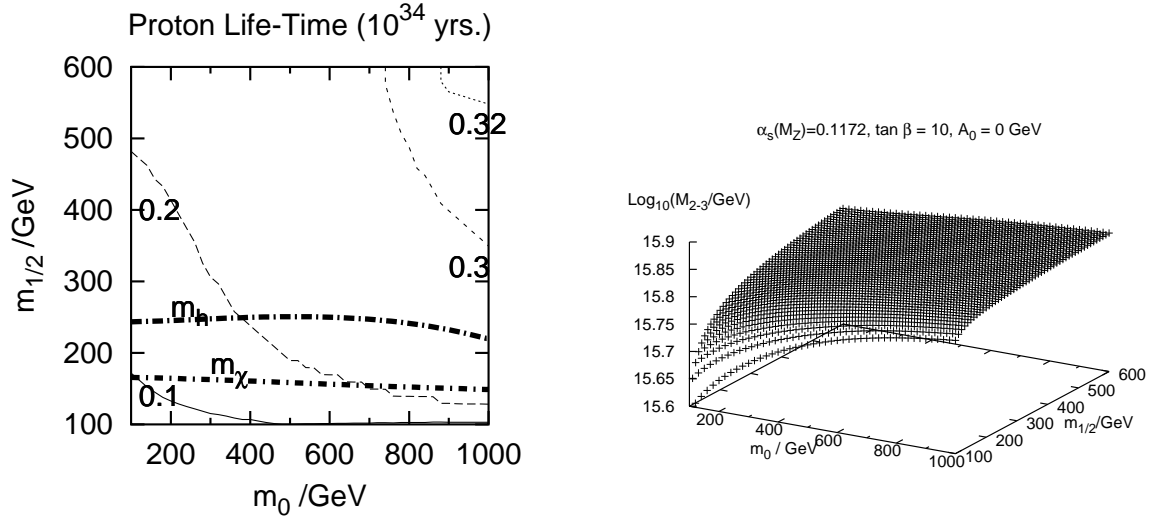 Proton Life-Time (10^34 yrs.)
600
500
400
300
200
100
m_1/2 /GeV
0.32
0.3
0.2
0.1
m_h
m_χ
200 400 600 800 1000
m_0 /GeV
α_s(M_Z)=0.1172, tan β = 10, A_0 = 0 GeV
Log_10(M_2-3/GeV)
15.9
15.85
15.8
15.75
15.7
15.65
15.6
200 400 600 800 1000
m_0 / GeV
100 200 300 400 500 600
m_1/2/GeV